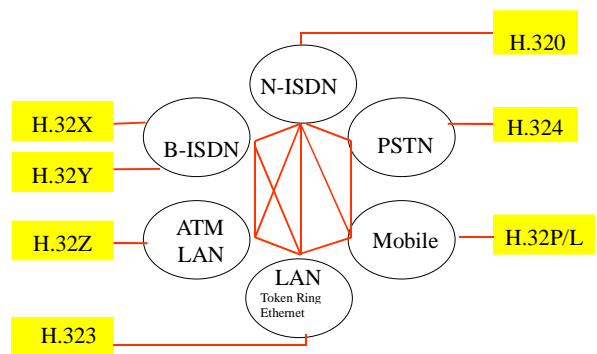 H.320
N-ISDN
H.32X
B-ISDN
H.32Y
PSTN
H.324
H.32Z
ATM
LAN
Mobile
H.32P/L
LAN
Token Ring
Ethernet
H.323